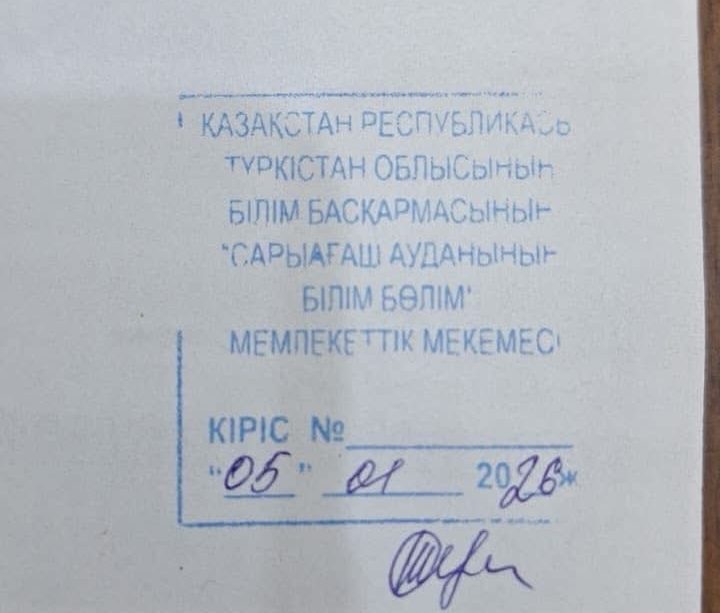 ҚАЗАҚСТАН РЕСПУБЛИКАСЫ
ТҮРКІСТАН ОБЛЫСЫНЫҢ
БІЛІМ БАСҚАРМАСЫНЫҢ
"САРЫАҒАШ АУДАНЫНЫҢ
БІЛІМ БӨЛІМІ"
МЕМЛЕКЕТТІК МЕКЕМЕСІ
КІРІС №
"05" 01 2026ж